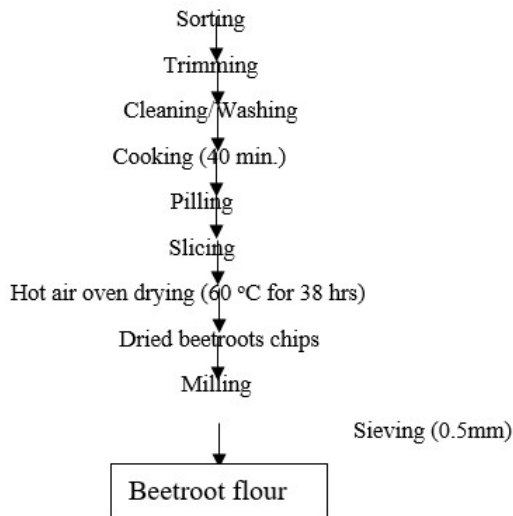 Sorting
Trimming
Cleaning/Washing
Cooking (40 min.)
Pilling
Slicing
Hot air oven drying (60 °C for 38 hrs)
Dried beetroots chips
Milling
Sieving (0.5mm)
Beetroot flour